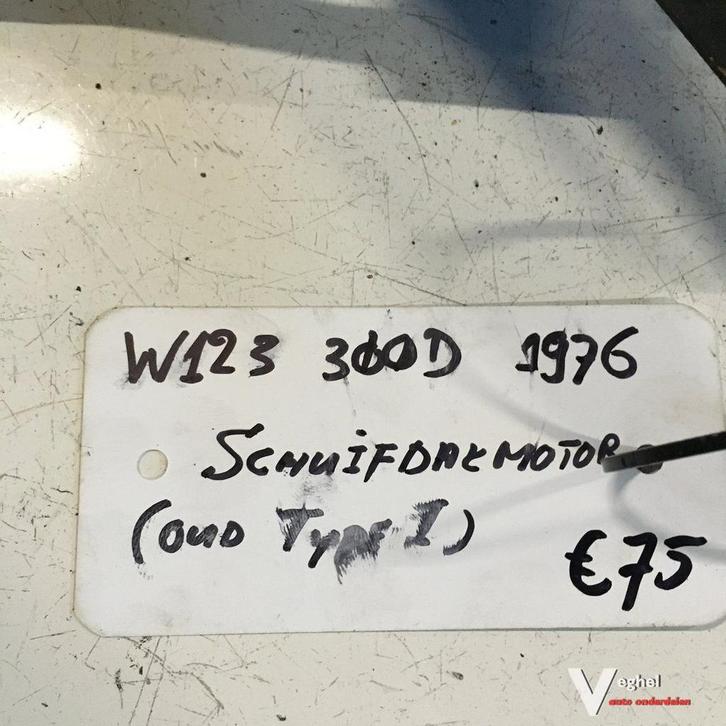 W123 300D 1976
SCHUIFDAKMOTOR
(OUD Type I)
€75
Veghel
auto onderdelen